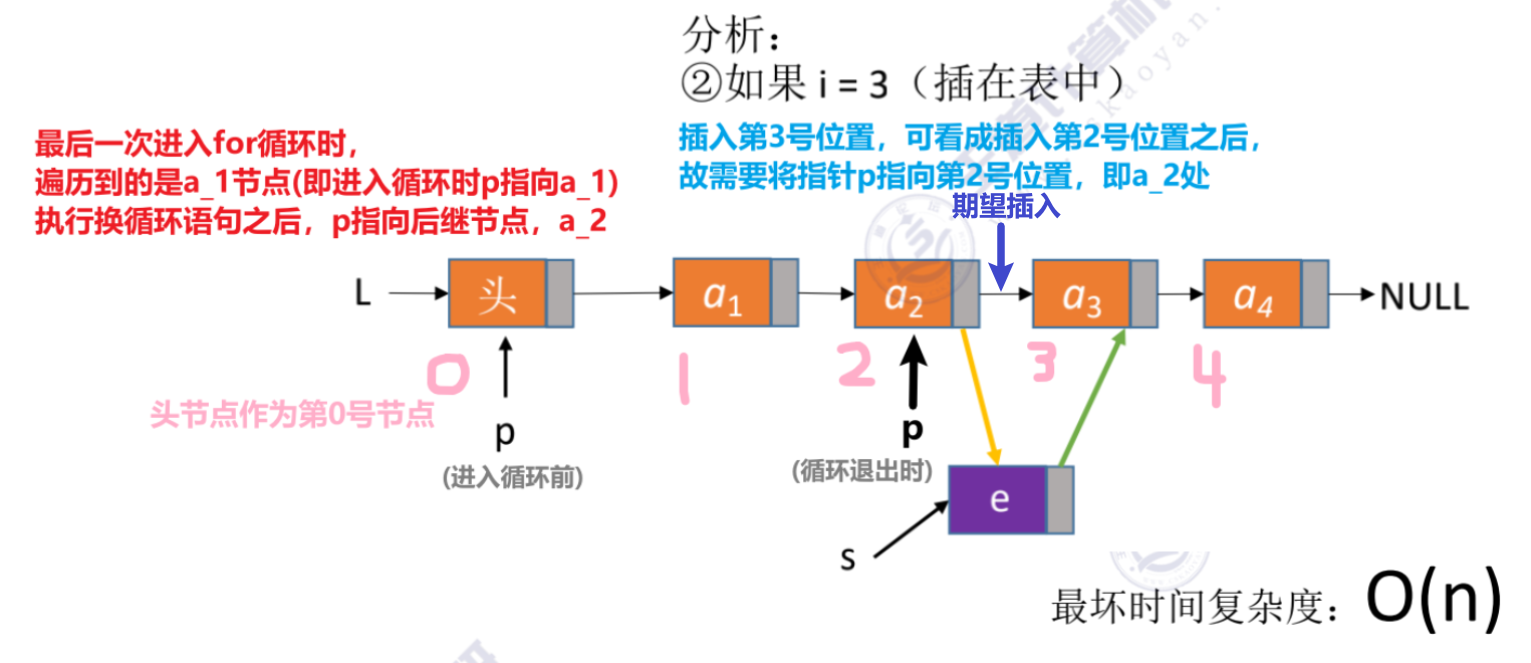 分析：
②如果 i = 3（插在表中）
最后一次进入for循环时，
遍历到的是a_1节点(即进入循环时p指向a_1)
执行换循环语句之后，p指向后继节点，a_2
插入第3号位置，可看成插入第2号位置之后，
故需要将指针p指向第2号位置，即a_2处
期望插入
L 头 a₁ a₂ a₃ a₄ NULL
0 1 2 3 4
头节点作为第0号节点
p p
(进入循环前) (循环退出时)
e
s
最坏时间复杂度：O(n)